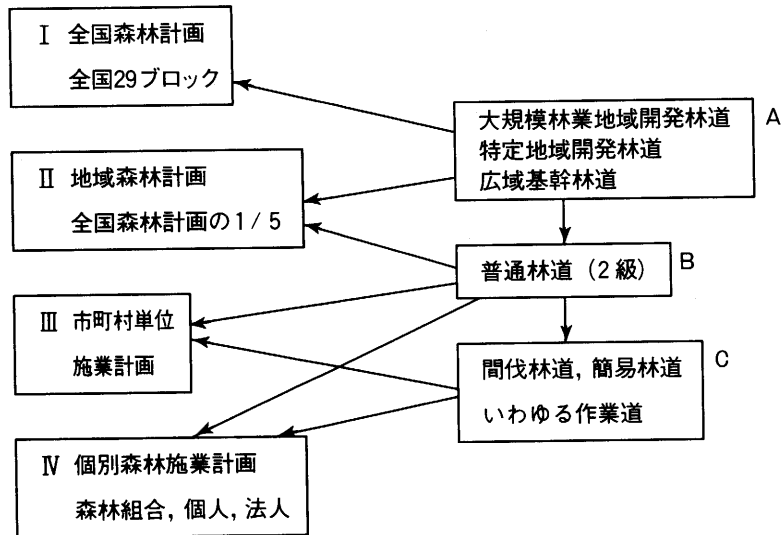 Ⅰ 全国森林計画
全国29ブロック
Ⅱ 地域森林計画
全国森林計画の1/5
Ⅲ 市町村単位
施業計画
Ⅳ 個別森林施業計画
森林組合, 個人, 法人
大規模林業地域開発林道
特定地域開発林道
広域基幹林道
A
普通林道 (2級)
B
間伐林道, 簡易林道
いわゆる作業道
C